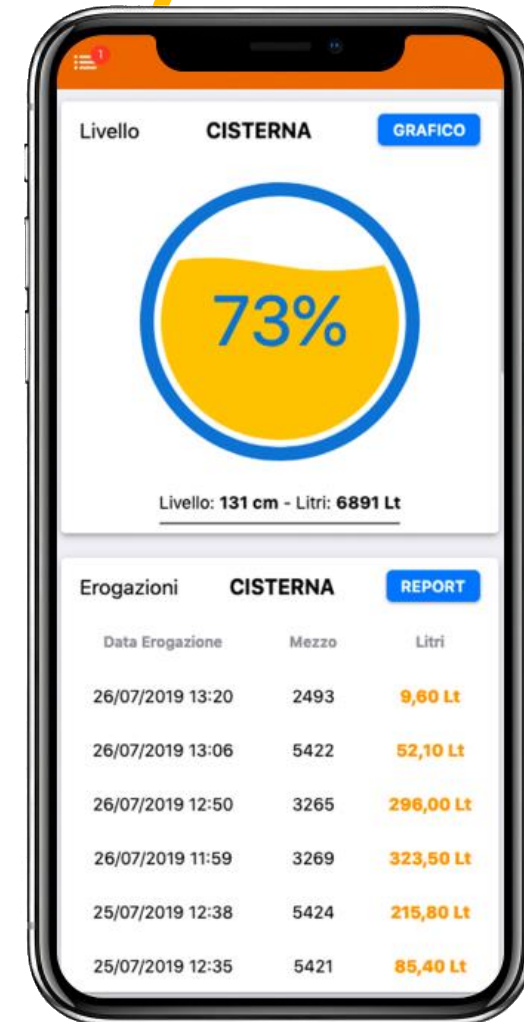 1
Livello CISTERNA GRAFICO
73%
Livello: 131 cm - Litri: 6891 Lt
Erogazioni CISTERNA REPORT
Data Erogazione Mezzo Litri
26/07/2019 13:20 2493 9,60 Lt
26/07/2019 13:06 5422 52,10 Lt
26/07/2019 12:50 3265 296,00 Lt
26/07/2019 11:59 3269 323,50 Lt
25/07/2019 12:38 5424 215,80 Lt
25/07/2019 12:35 5421 85,40 Lt